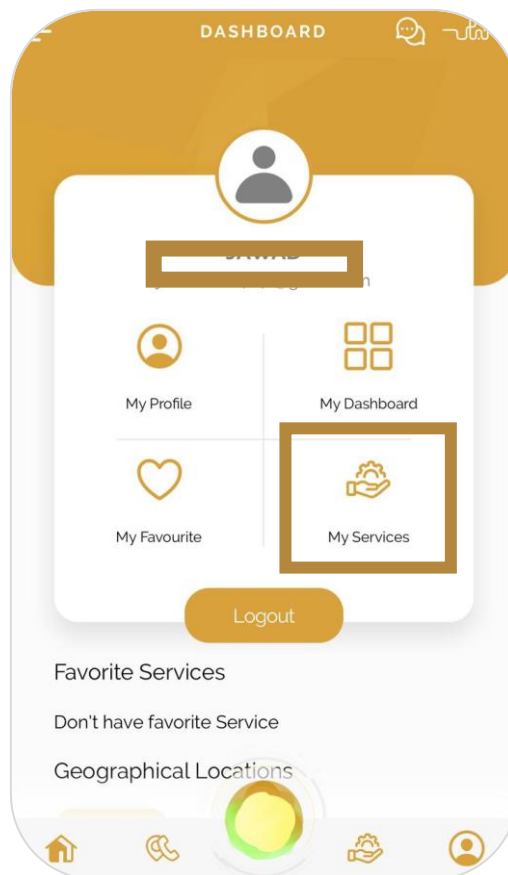 DASHBOARD
My Profile
My Dashboard
My Favourite
My Services
Logout
Favorite Services
Don't have favorite Service
Geographical Locations